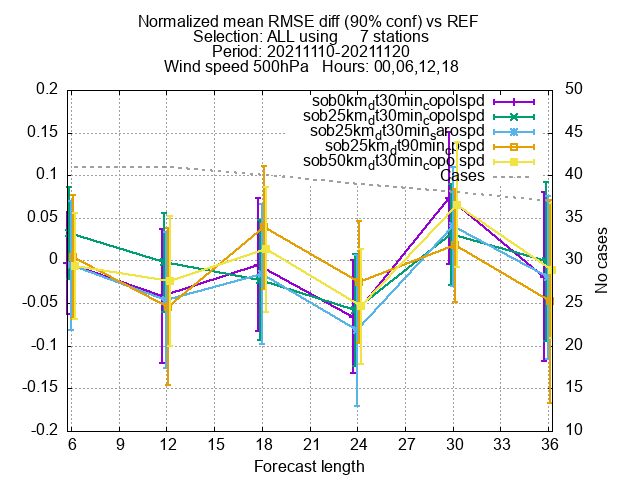 Normalized mean RMSE diff (90% conf) vs REF
Selection: ALL using 7 stations
Period: 20211110-20211120
Wind speed 500hPa Hours: 00,06,12,18
sob0km_dt30min_copolspd
sob25km_dt30min_copolspd
sob25km_dt30min_sarospd
sob25km_dt90min_cpspd
sob50km_dt30min_copolspd
Cases
0.2
0.15
0.1
0.05
0
-0.05
-0.1
-0.15
-0.2
50
45
40
35
30
25
20
15
10
No cases
6 9 12 15 18 21 24 27 30 33 36
Forecast length